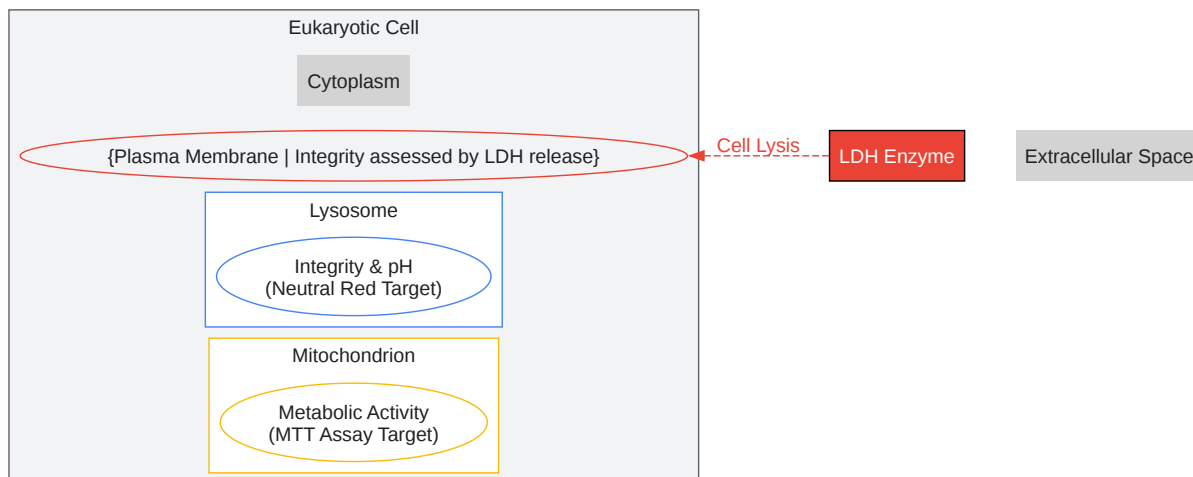 Eukaryotic Cell
Cytoplasm
{Plasma Membrane | Integrity assessed by LDH release}
Cell Lysis
LDH Enzyme
Extracellular Space
Lysosome
Integrity & pH
(Neutral Red Target)
Mitochondrion
Metabolic Activity
(MTT Assay Target)